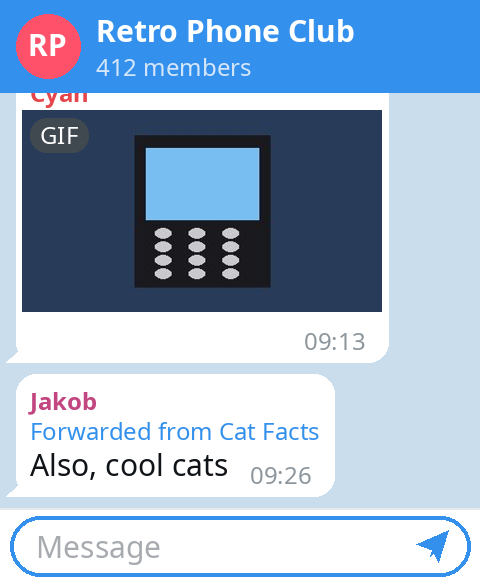 RP
Retro Phone Club
412 members
Cyan
GIF
09:13
Jakob
Forwarded from Cat Facts
Also, cool cats 09:26
Message